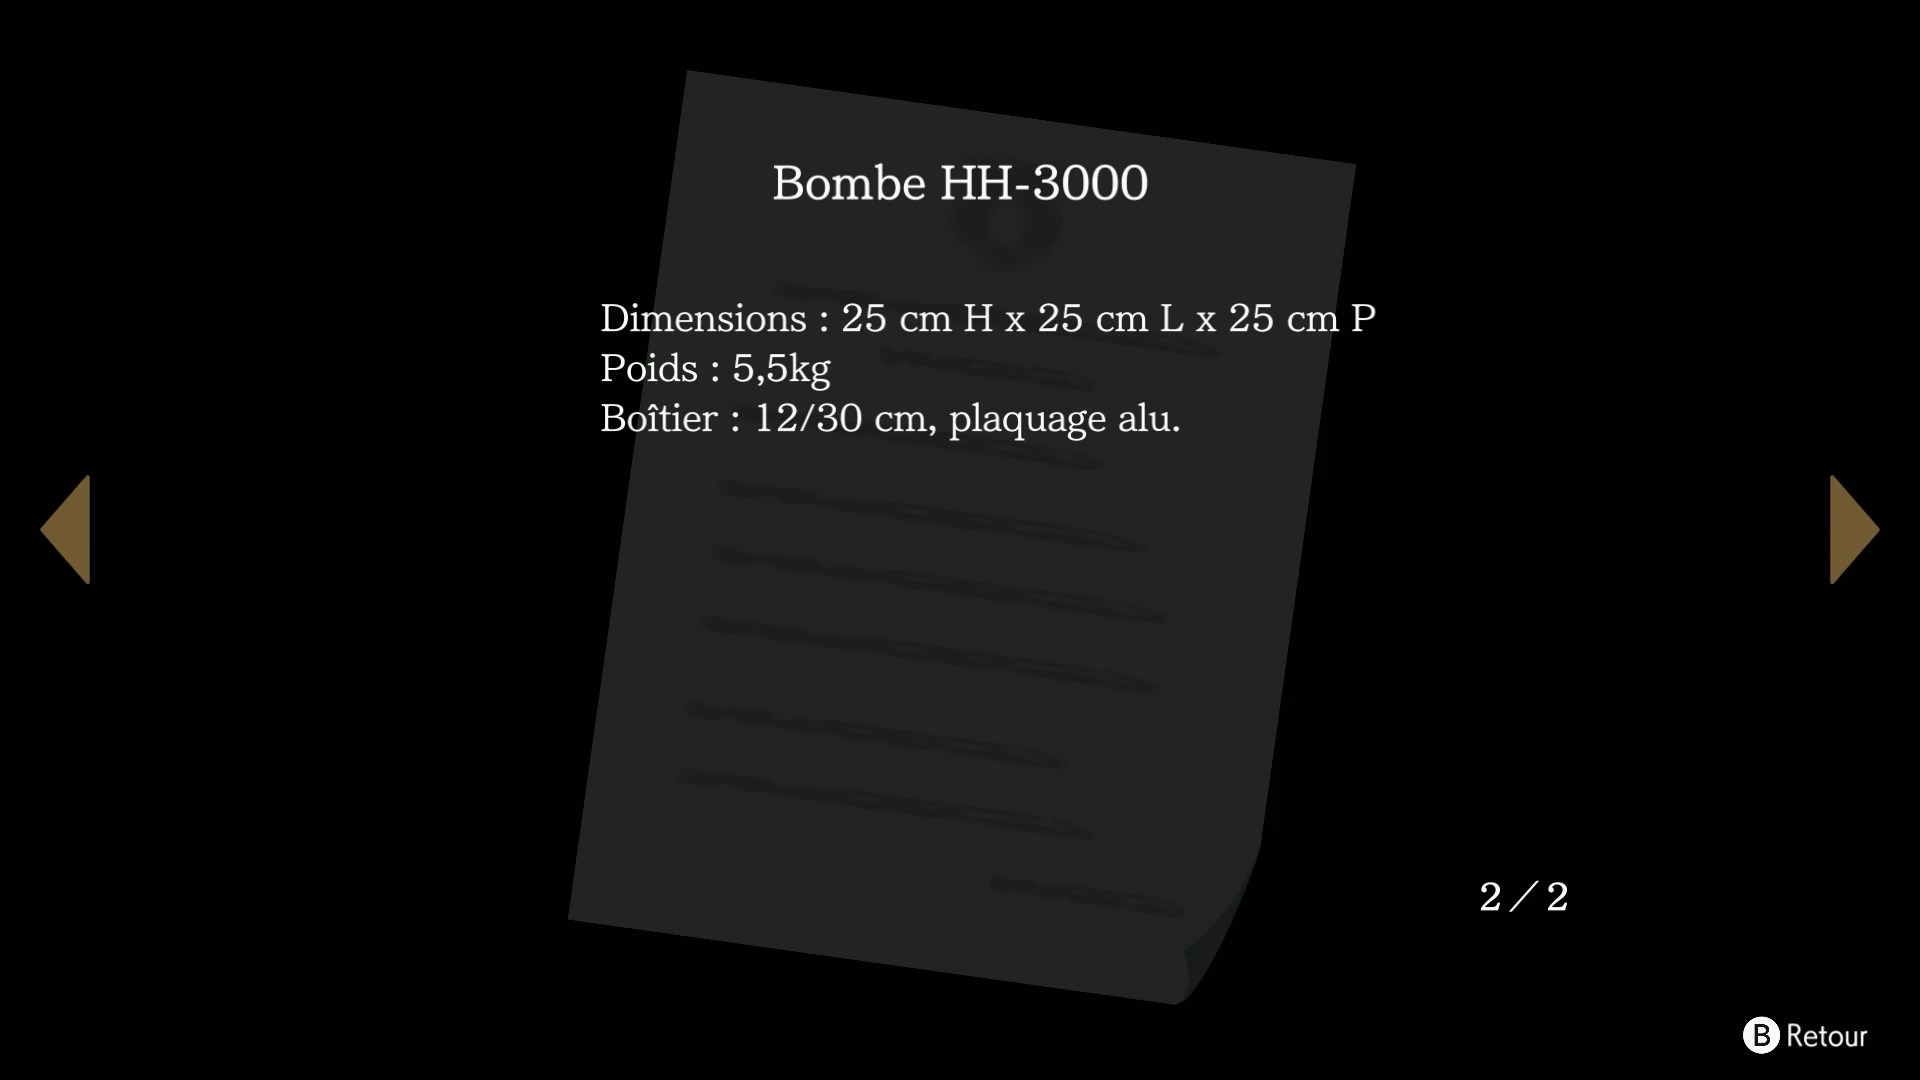 Bombe HH-3000
Dimensions : 25 cm H x 25 cm L x 25 cm P
Poids : 5,5kg
Boîtier : 12/30 cm, plaquage alu.
2/2
B Retour